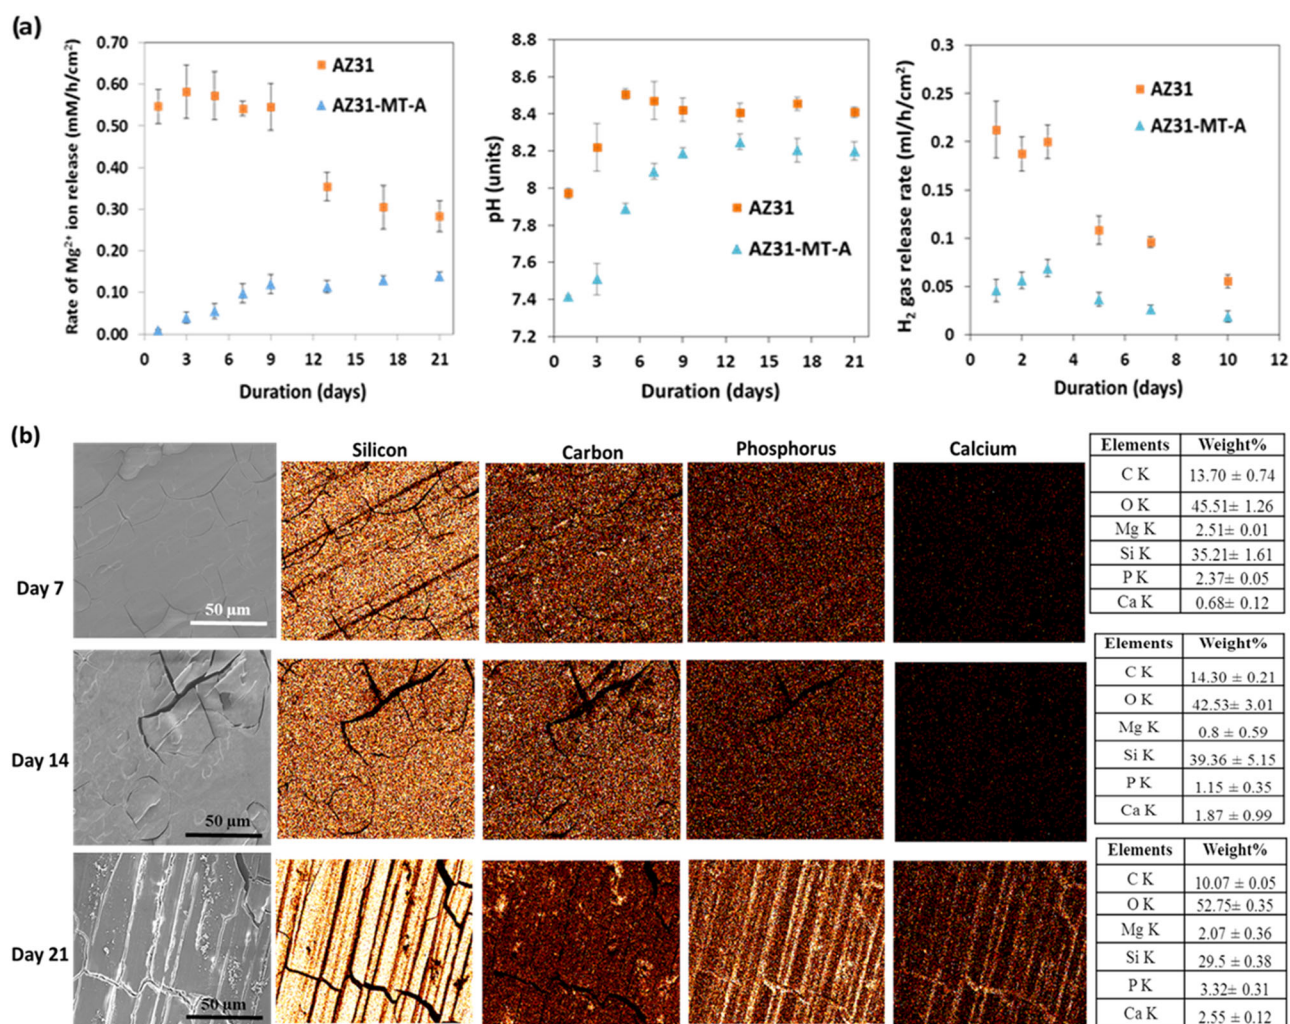 (a)
Rate of Mg2+ ion release (mM/h/cm2)
0.70
0.60
0.50
0.40
0.30
0.20
0.10
0.00
AZ31
AZ31-MT-A
0 3 6 9 12 15 18 21
Duration (days)
pH (units)
8.8
8.6
8.4
8.2
8
7.8
7.6
7.4
7.2
AZ31
AZ31-MT-A
0 3 6 9 12 15 18 21
Duration (days)
H2 gas release rate (ml/h/cm2)
0.3
0.25
0.2
0.15
0.1
0.05
0
AZ31
AZ31-MT-A
0 2 4 6 8 10 12
Duration (days)
(b)
Silicon Carbon Phosphorus Calcium
Day 7
50 μm
Elements Weight%
C K 13.70 ± 0.74
O K 45.51± 1.26
Mg K 2.51± 0.01
Si K 35.21± 1.61
P K 2.37± 0.05
Ca K 0.68± 0.12
Day 14
50 μm
Elements Weight%
C K 14.30 ± 0.21
O K 42.53± 3.01
Mg K 0.8 ± 0.59
Si K 39.36 ± 5.15
P K 1.15 ± 0.35
Ca K 1.87 ± 0.99
Day 21
50 μm
Elements Weight%
C K 10.07 ± 0.05
O K 52.75± 0.35
Mg K 2.07 ± 0.36
Si K 29.5 ± 0.38
P K 3.32± 0.31
Ca K 2.55 ± 0.12